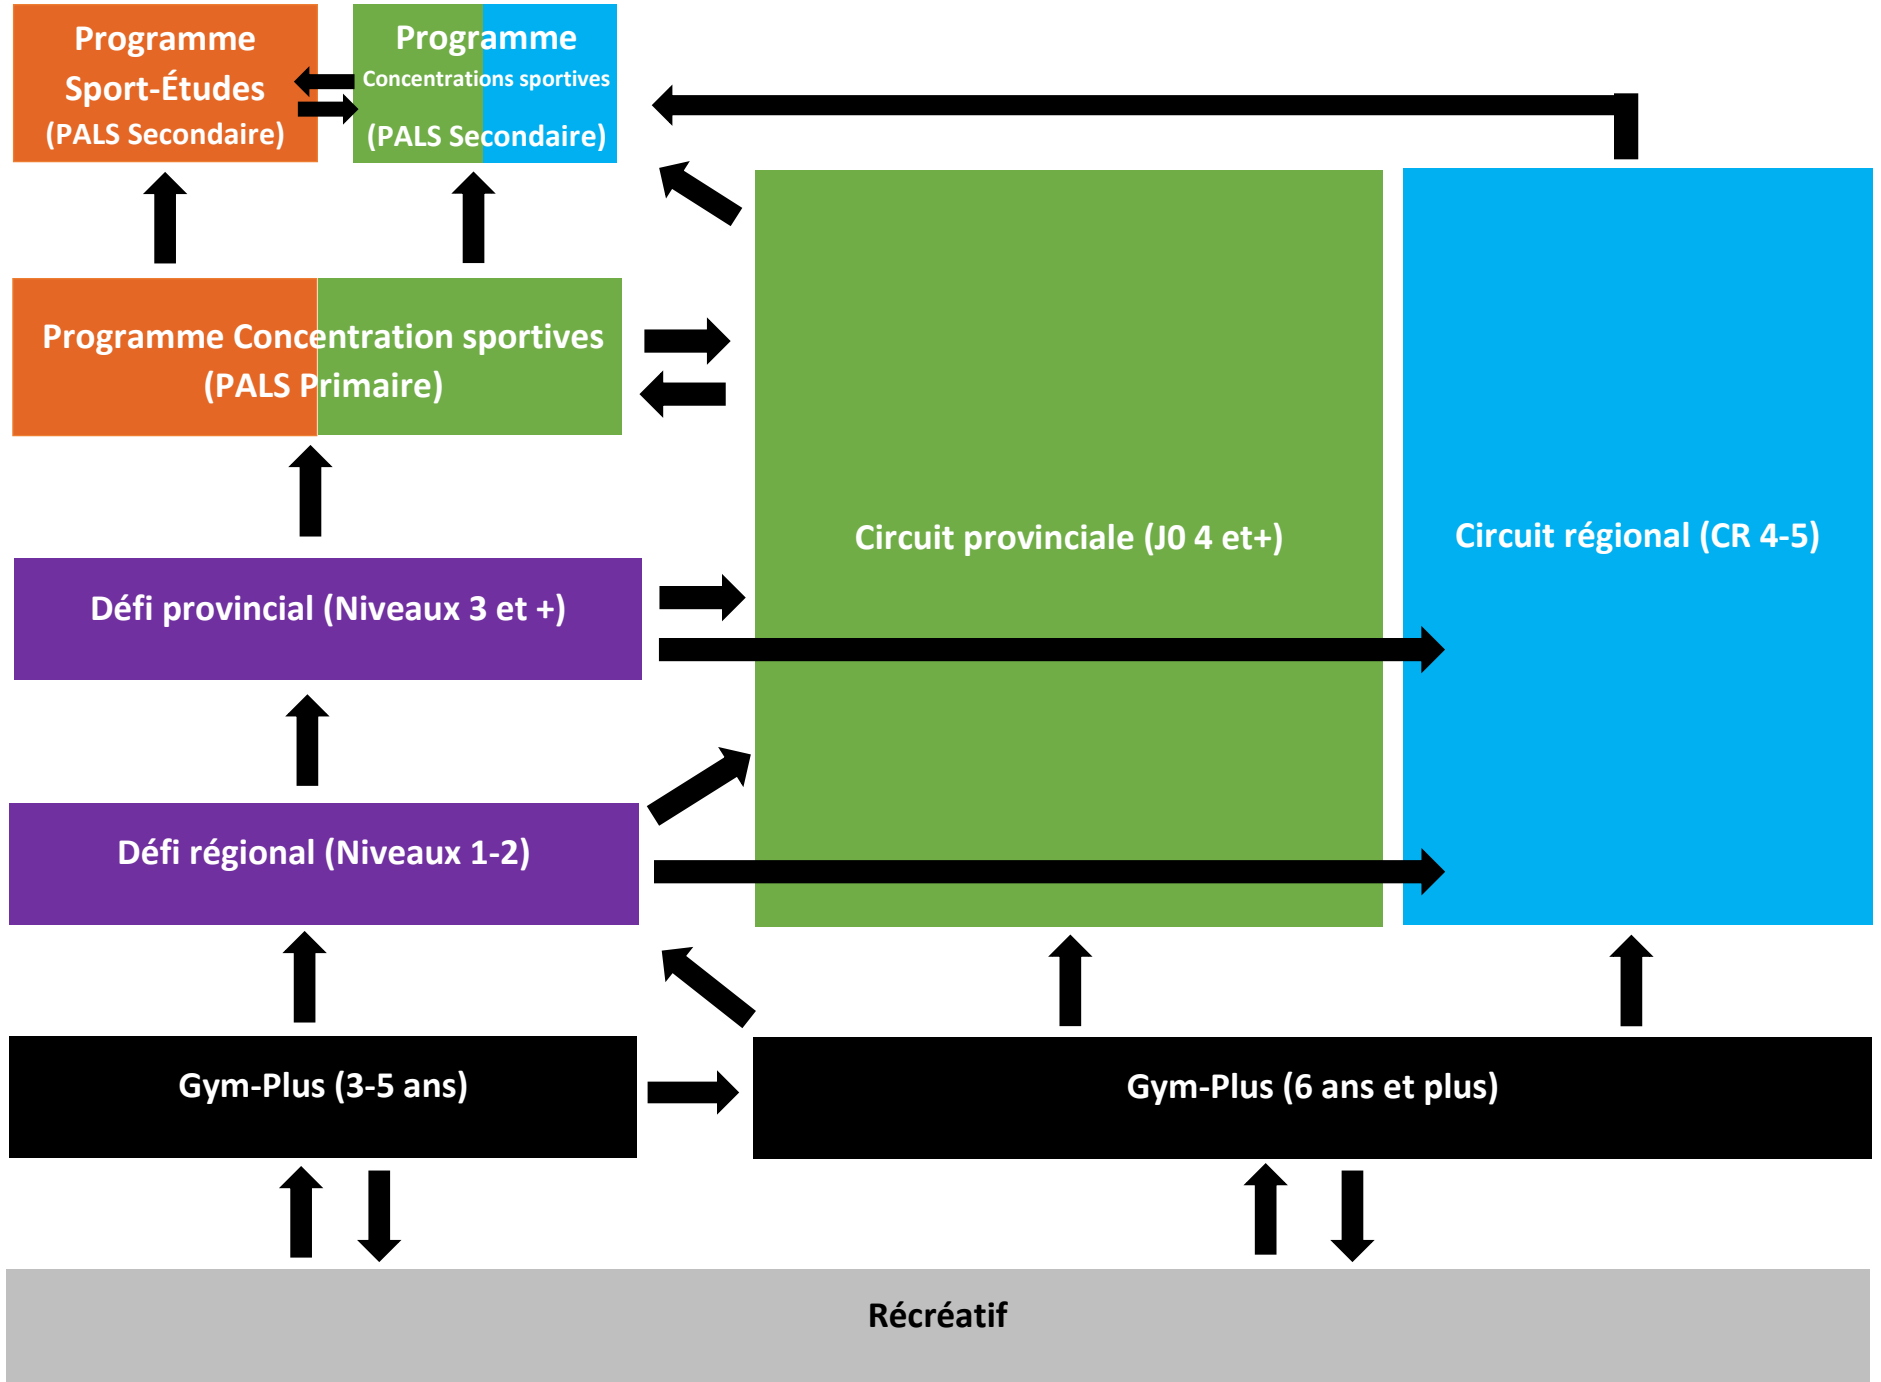 Programme
Sport-Études
(PALS Secondaire)
Programme
Concentrations sportives
(PALS Secondaire)
Programme Concentration sportives
(PALS Primaire)
Circuit provinciale (J0 4 et+)
Circuit régional (CR 4-5)
Défi provincial (Niveaux 3 et +)
Défi régional (Niveaux 1-2)
Gym-Plus (3-5 ans)
Gym-Plus (6 ans et plus)
Récréatif